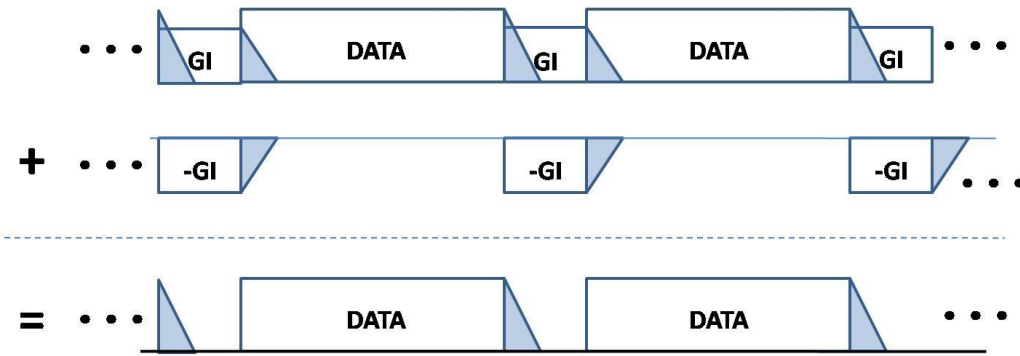 • • • GI DATA GI DATA GI • • •
+ • • • -GI -GI -GI • • •
= • • • DATA DATA • • •